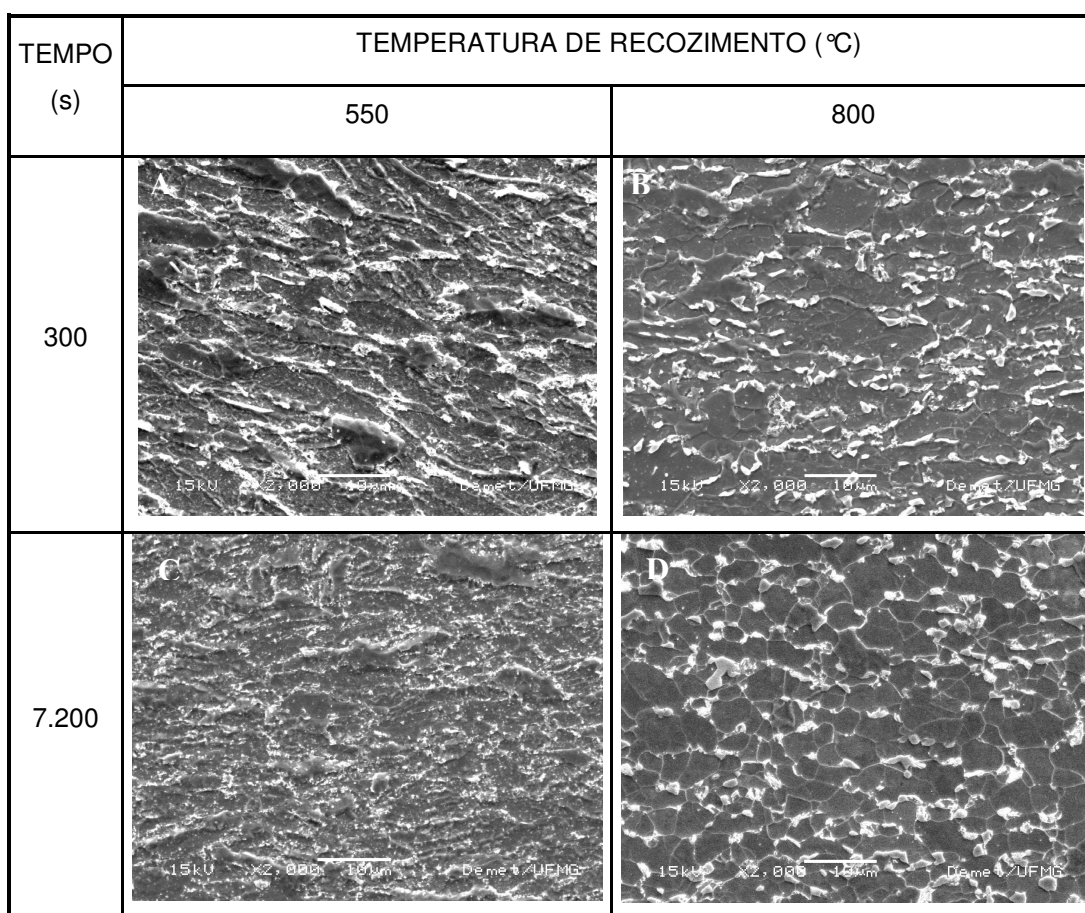 TEMPO
(s)
TEMPERATURA DE RECOZIMENTO (°C)
550
800
300
A
15kV X2,000 10µm Demet/UFMG
B
15kV X2,000 10µm Demet/UFMG
7.200
C
15kV X2,000 10µm Demet/UFMG
D
15kV X2,000 10µm Demet/UFMG